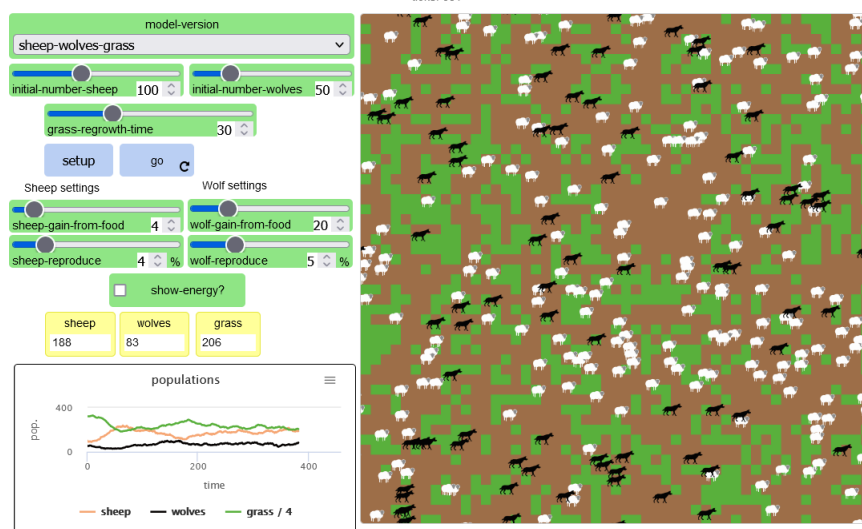 model-version
sheep-wolves-grass
initial-number-sheep 100
initial-number-wolves 50
grass-regrowth-time 30
setup
go
Sheep settings
Wolf settings
sheep-gain-from-food 4
wolf-gain-from-food 20
sheep-reproduce 4 %
wolf-reproduce 5 %
show-energy?
sheep
188
wolves
83
grass
206
populations
400
0
pop.
0
200
400
time
sheep
wolves
grass / 4